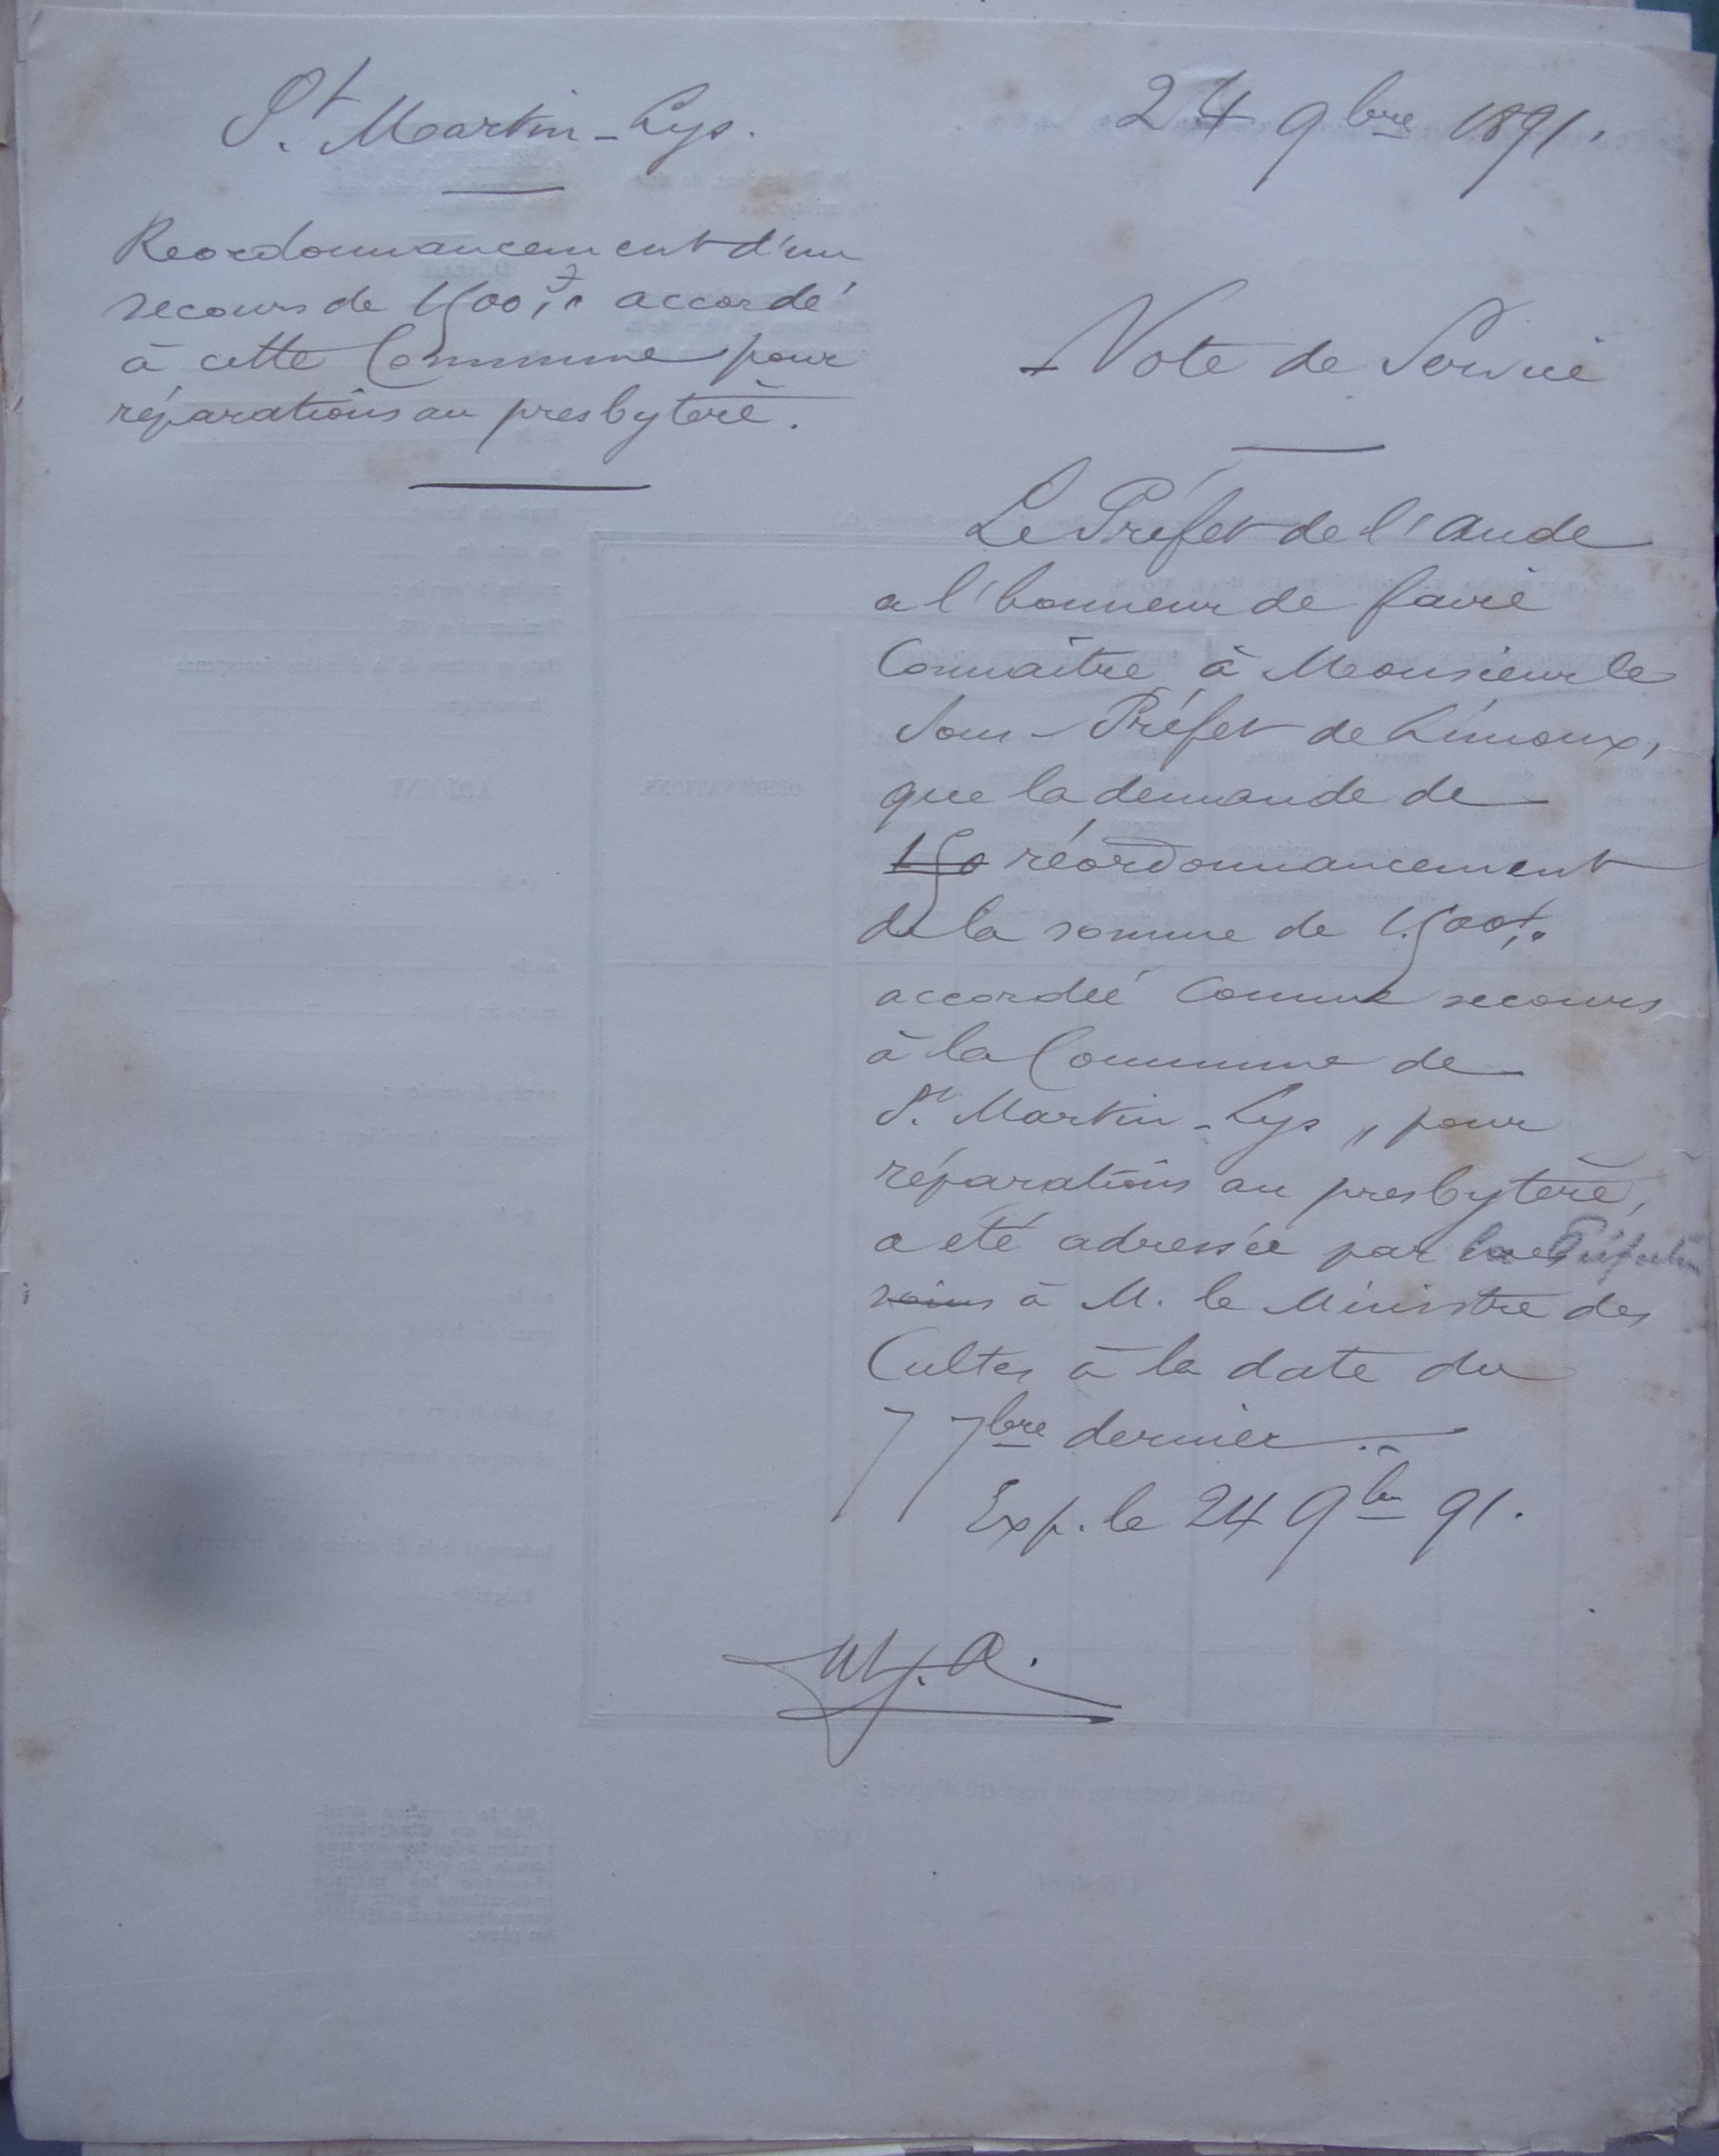 St Martin-Lys.
Reordonnancement d'un
secours de 1500f,, accordé
à cette Commune pour
réparations au presbytère.
24 9bre 1891.
Note de Service
Le Préfet de l'Aude
a l'honneur de faire
Connaître à Monsieur le
Sous-Préfet de Limoux,
que la demande de
150 réordonnancement
de la somme de 1500f,,
accordée comme secours
à la Commune de
St Martin-Lys, pour
réparations au presbytère,
a été adressée par
soins à M. le Ministre des
Cultes à la date du
7 7bre dernier.
Exp. le 24 9bre 91.